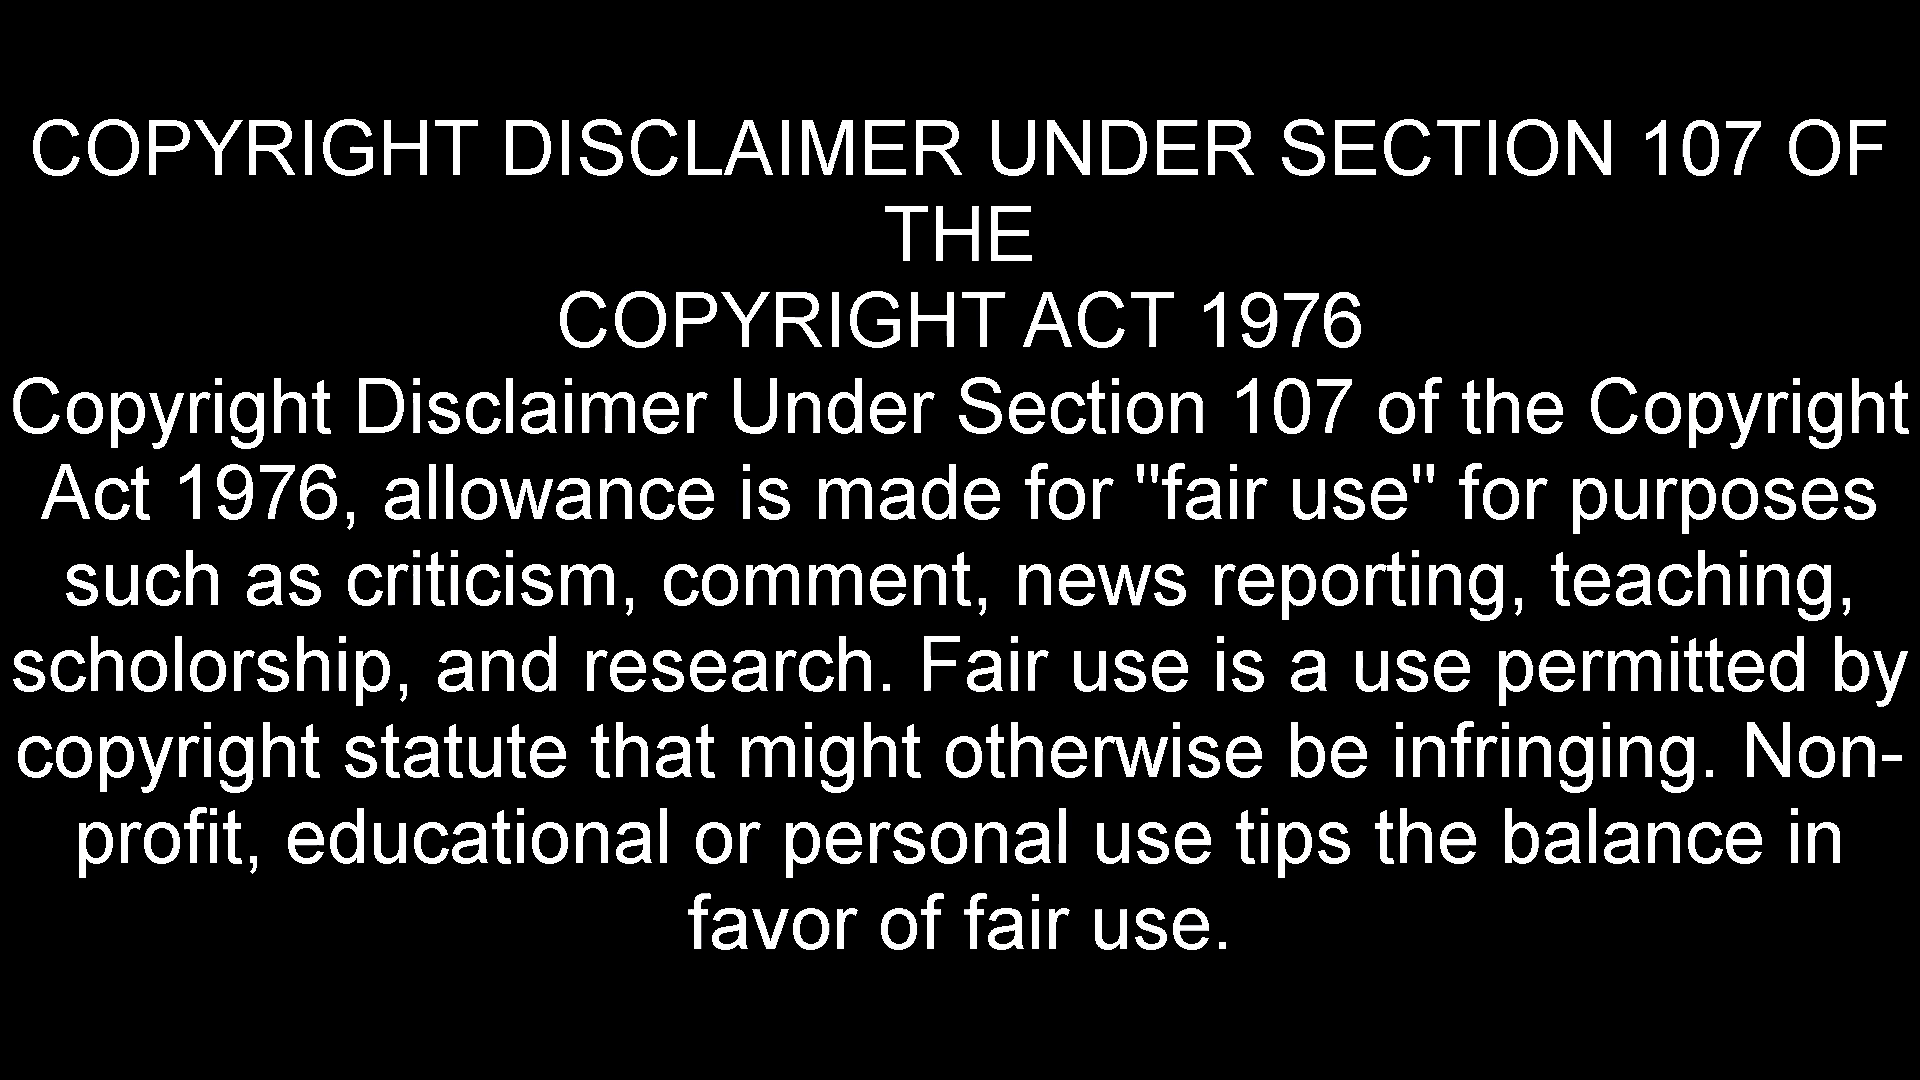 COPYRIGHT DISCLAIMER UNDER SECTION 107 OF
THE
COPYRIGHT ACT 1976
Copyright Disclaimer Under Section 107 of the Copyright
Act 1976, allowance is made for "fair use" for purposes
such as criticism, comment, news reporting, teaching,
scholorship, and research. Fair use is a use permitted by
copyright statute that might otherwise be infringing. Non-
profit, educational or personal use tips the balance in
favor of fair use.